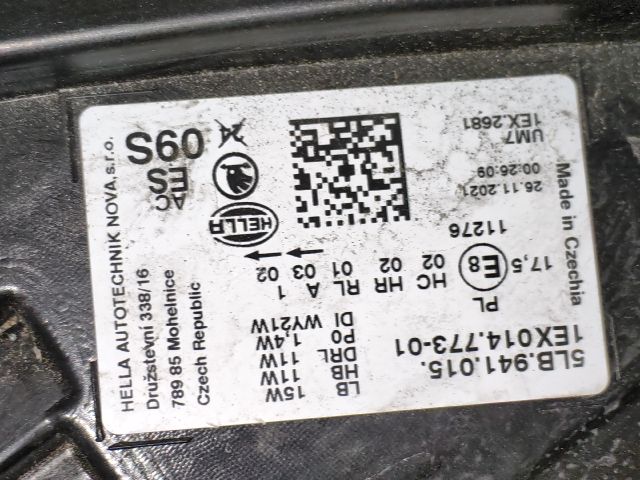 5LB.941.015.
1EX014.773-01
LB 15W
HB 11W
DRL 11W
PO 1,4W
DI WY21W
PL
HC HR RL A 1
02 02 01 03 02
E8
17,5
11276
Made in Czechia
26.11.2021
00:26:09
UM7
1EX.2681
HELLA
AC
ES
09S
24
HELLA AUTOTECHNIK NOVA s.r.o.
Družstevní 338/16
789 85 Mohelnice
Czech Republic